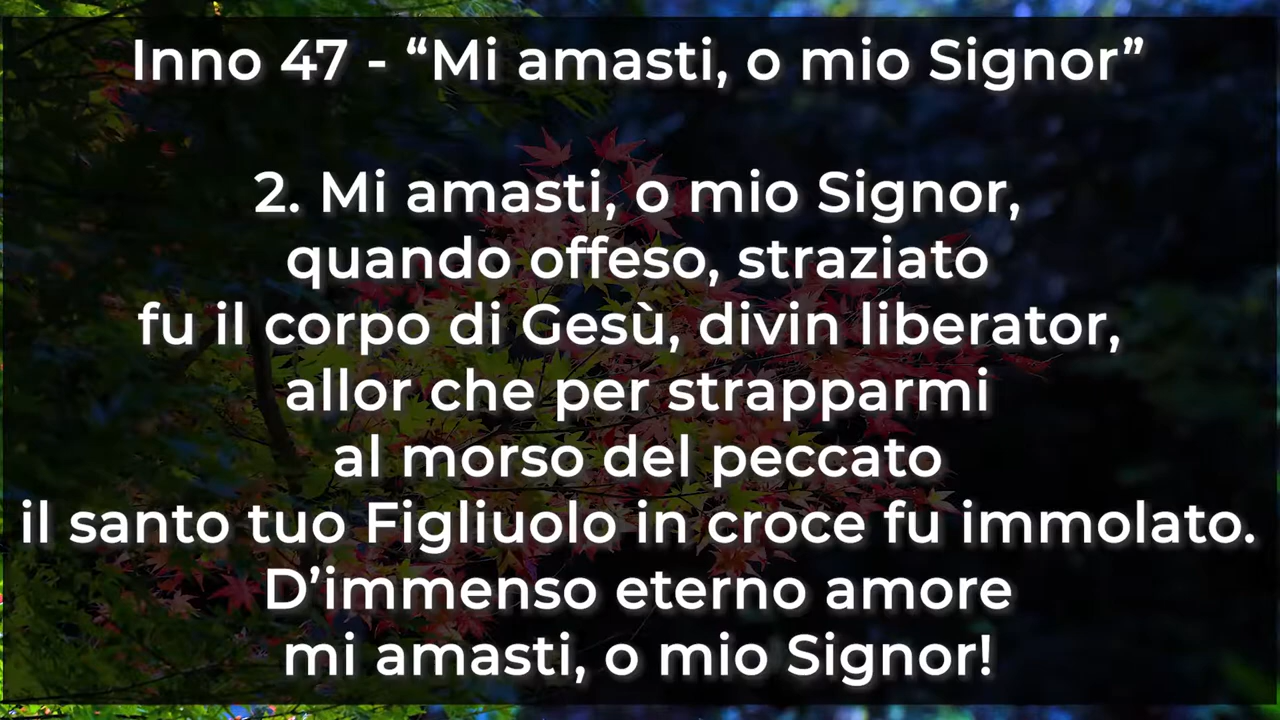 Inno 47 - “Mi amasti, o mio Signor”
2. Mi amasti, o mio Signor,
quando offeso, straziato
fu il corpo di Gesù, divin liberator,
allor che per strapparmi
al morso del peccato
il santo tuo Figliuolo in croce fu immolato.
D’immenso eterno amore
mi amasti, o mio Signor!